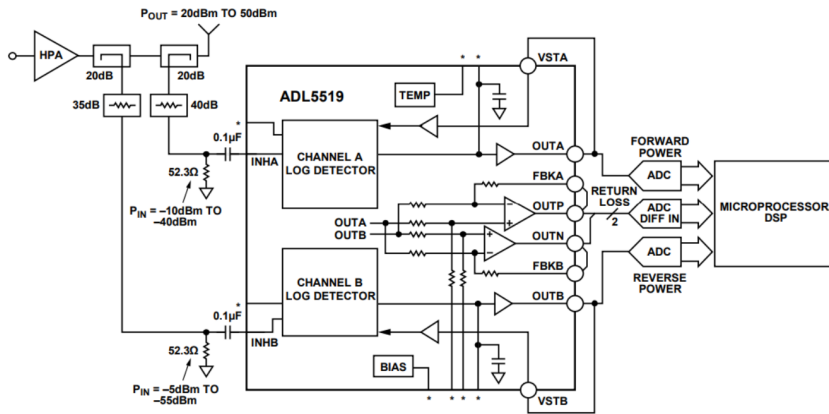 POUT = 20dBm TO 50dBm
HPA
20dB
20dB
35dB
40dB
ADL5519
TEMP
* *
VSTA
*
0.1µF
INHA
CHANNEL A
LOG DETECTOR
OUTA
52.3Ω
PIN = –10dBm TO
–40dBm
FORWARD
POWER
ADC
FBKA
OUTP
RETURN
LOSS
2
ADC
DIFF IN
MICROPROCESSOR
DSP
OUTA
OUTB
OUTN
FBKB
ADC
REVERSE
POWER
CHANNEL B
LOG DETECTOR
*
0.1µF
INHB
OUTB
52.3Ω
PIN = –5dBm TO
–55dBm
BIAS
* * * *
VSTB